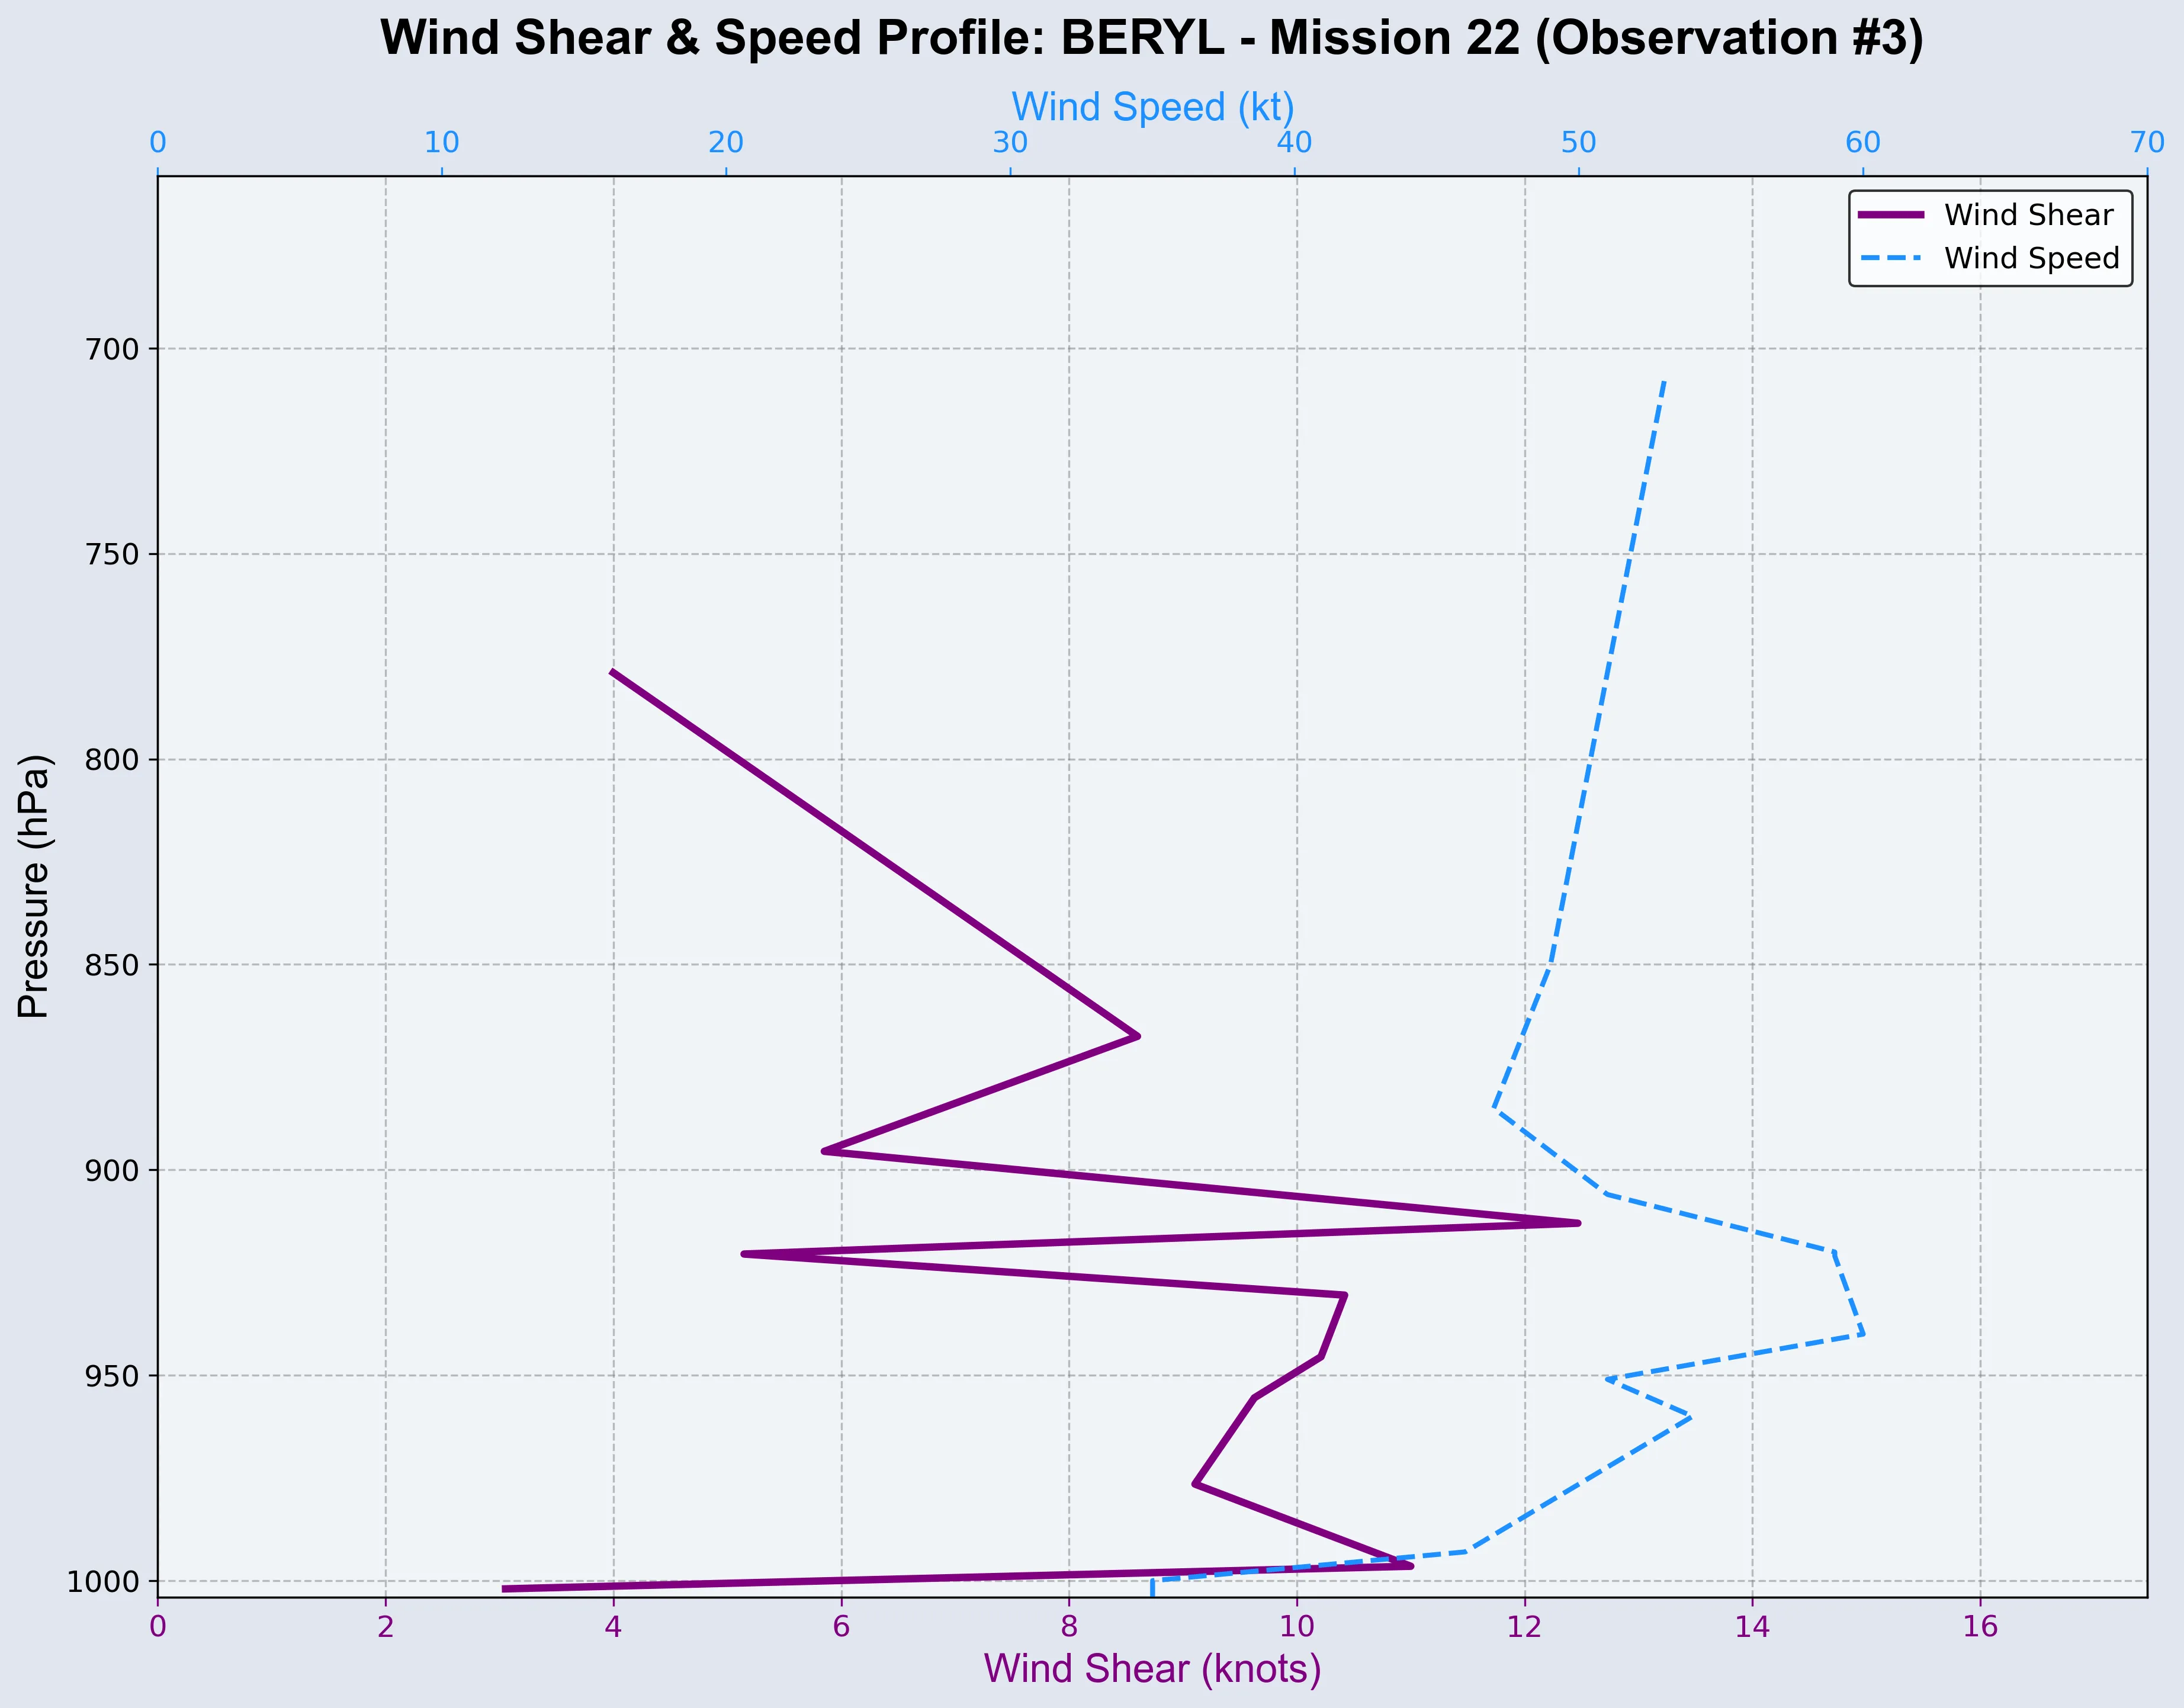 Wind Shear & Speed Profile: BERYL - Mission 22 (Observation #3)
Wind Speed (kt)
0 10 20 30 40 50 60 70
Wind Shear
Wind Speed
Pressure (hPa)
700
750
800
850
900
950
1000
0 2 4 6 8 10 12 14 16
Wind Shear (knots)